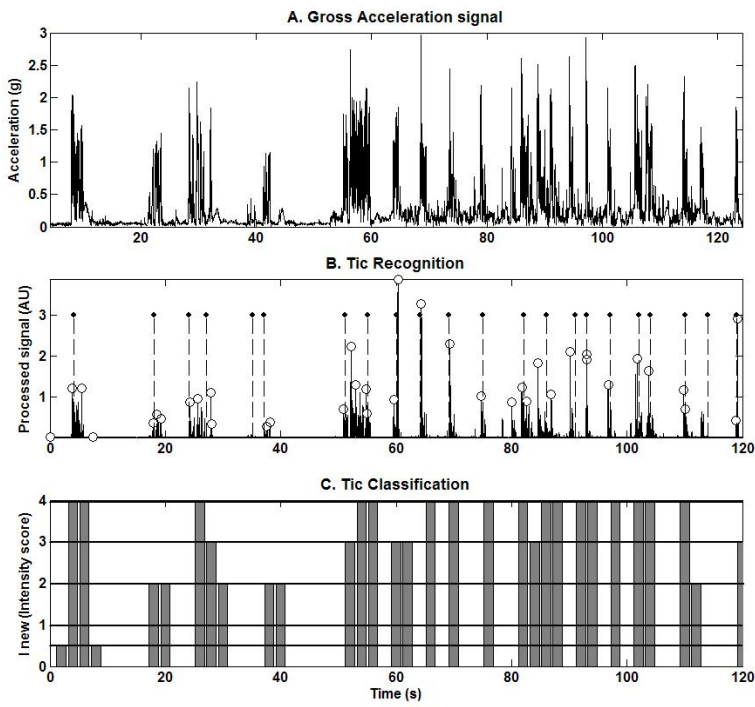 A. Gross Acceleration signal
3
2.5
2
1.5
1
0.5
0
Acceleration (g)
20 40 60 80 100 120
B. Tic Recognition
3
2
1
0
Processed signal (AU)
0 20 40 60 80 100 120
C. Tic Classification
4
3
2
1
0
I new (Intensity score)
0 20 40 60 80 100 120
Time (s)